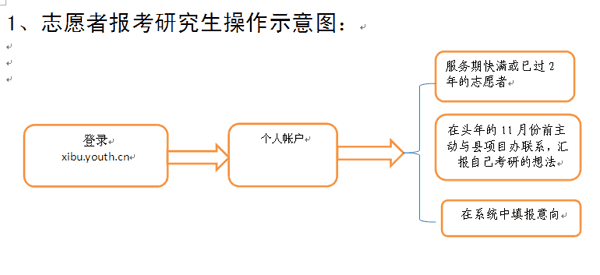 1、志愿者报考研究生操作示意图：
登录
xibu.youth.cn
个人帐户
服务期快满或已过2
年的志愿者
在头年的11月份前主
动与县项目办联系，汇
报自己考研的想法
在系统中填报意向